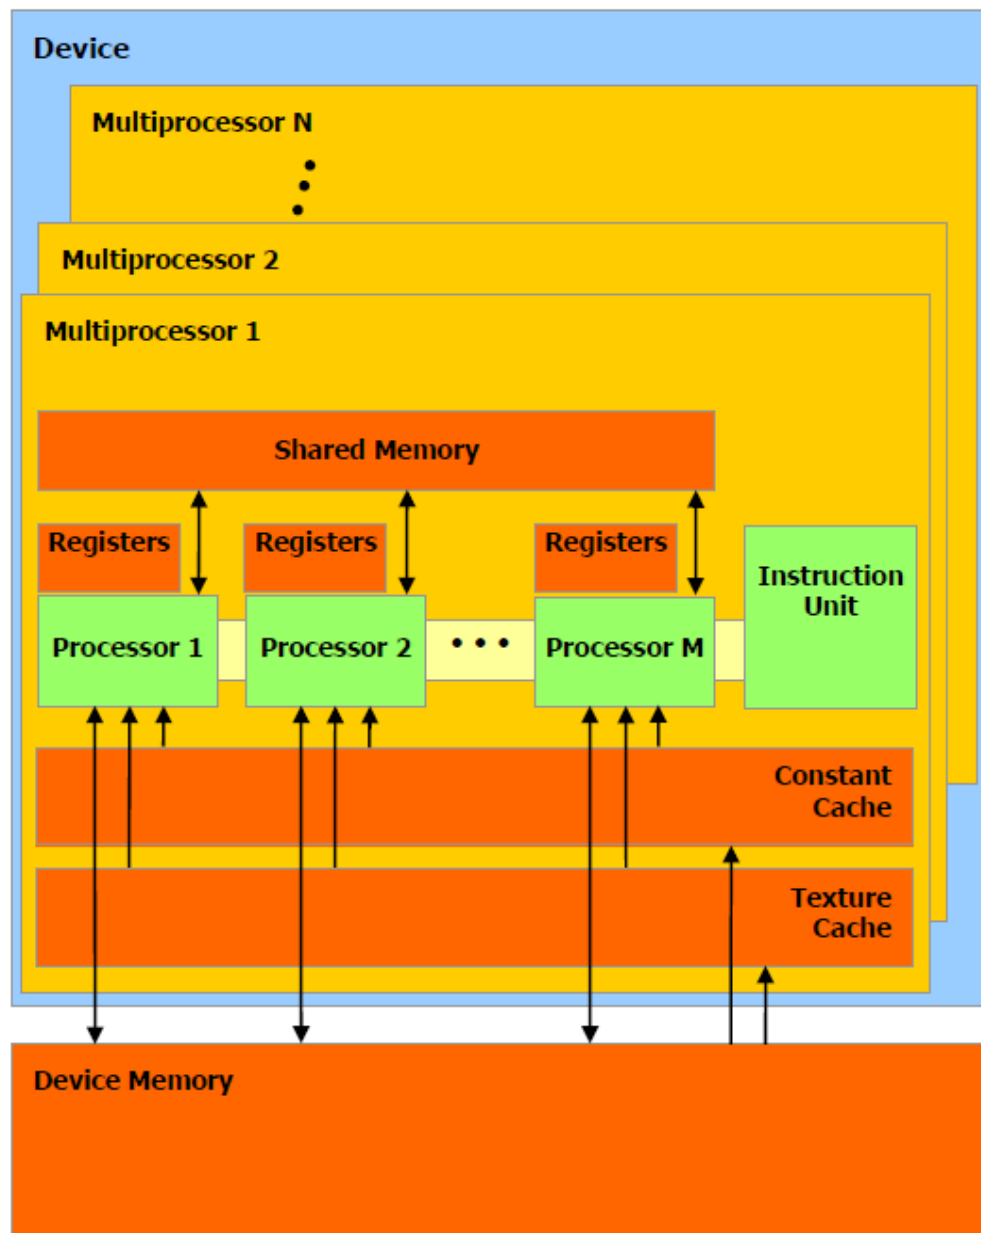 Device
Multiprocessor N
Multiprocessor 2
Multiprocessor 1
Shared Memory
Registers
Registers
Registers
Instruction
Unit
Processor 1
Processor 2
• • •
Processor M
Constant
Cache
Texture
Cache
Device Memory